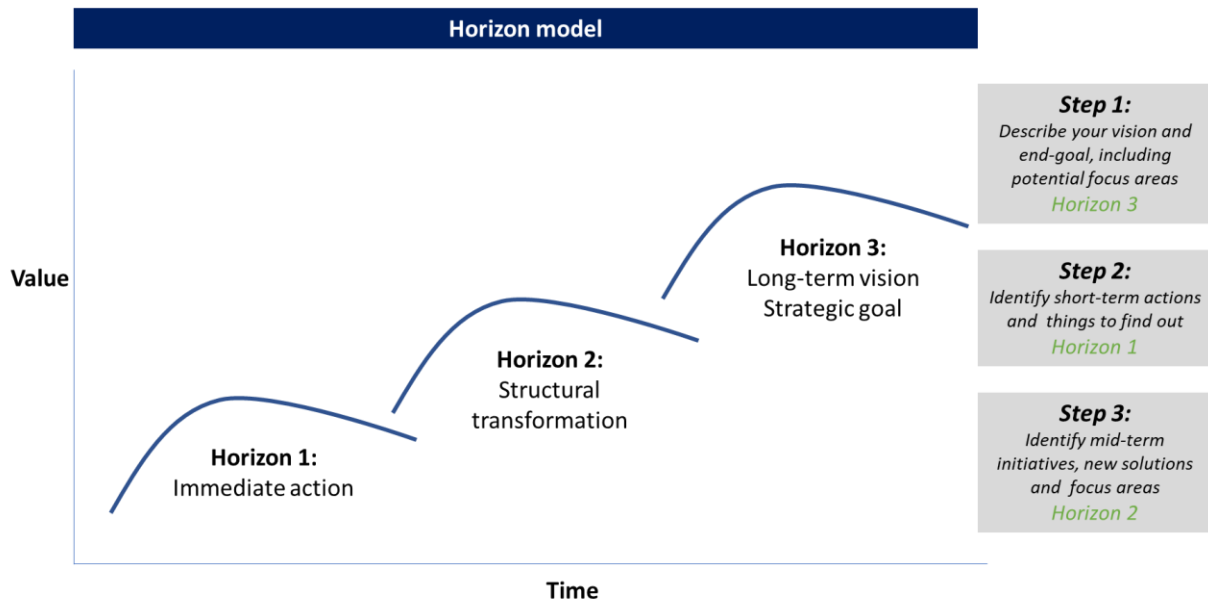 Horizon model
Value
Horizon 1:
Immediate action
Horizon 2:
Structural
transformation
Horizon 3:
Long-term vision
Strategic goal
Time
Step 1:
Describe your vision and
end-goal, including
potential focus areas
Horizon 3
Step 2:
Identify short-term actions
and things to find out
Horizon 1
Step 3:
Identify mid-term
initiatives, new solutions
and focus areas
Horizon 2